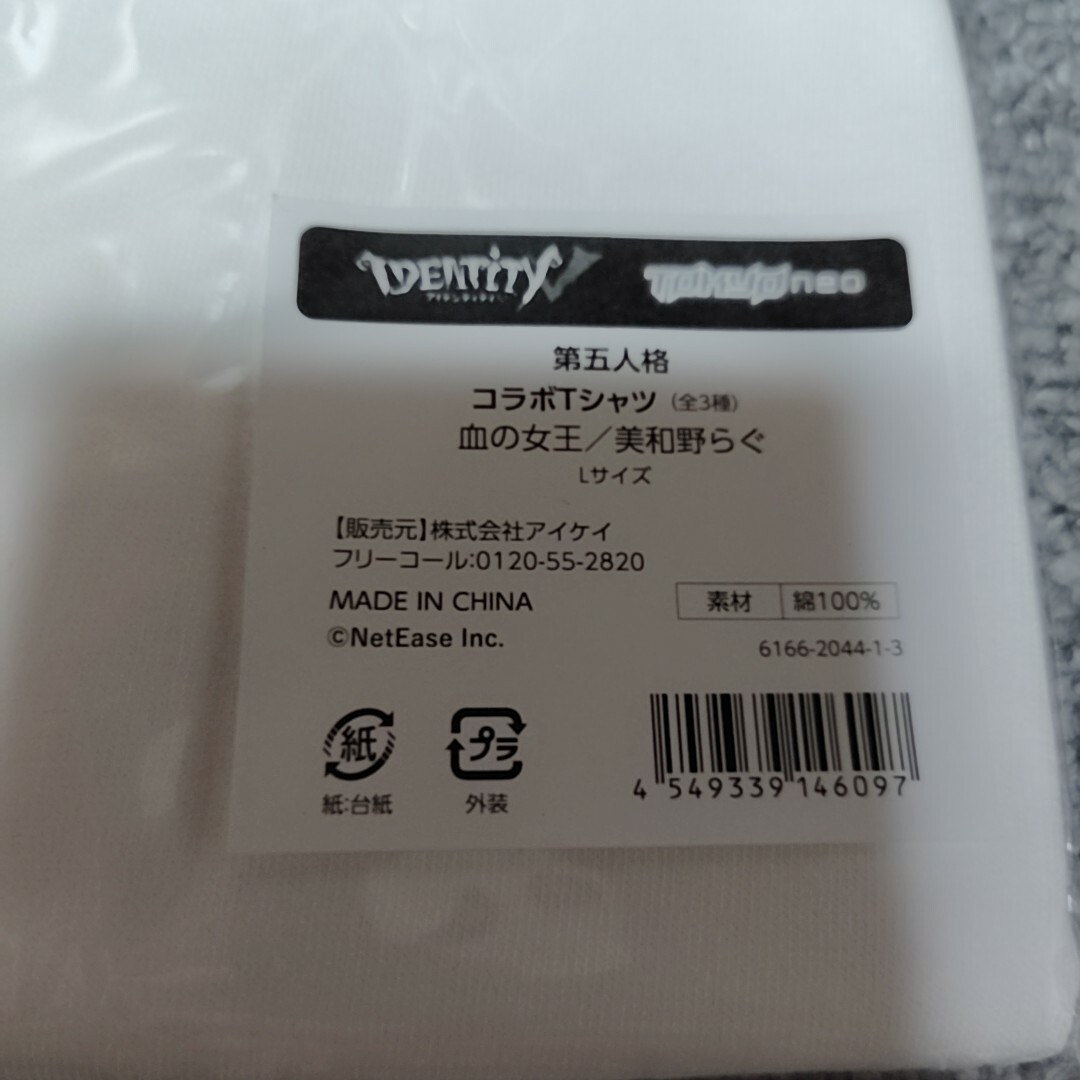 IDENTITY V
アイデンティティ
TOKYO neo
第五人格
コラボTシャツ（全3種）
血の女王／美和野らぐ
Lサイズ
【販売元】株式会社アイケイ
フリーコール:0120-55-2820
MADE IN CHINA
素材 綿100%
©NetEase Inc.
6166-2044-1-3
紙
プラ
紙:台紙
外装
4 549339 146097